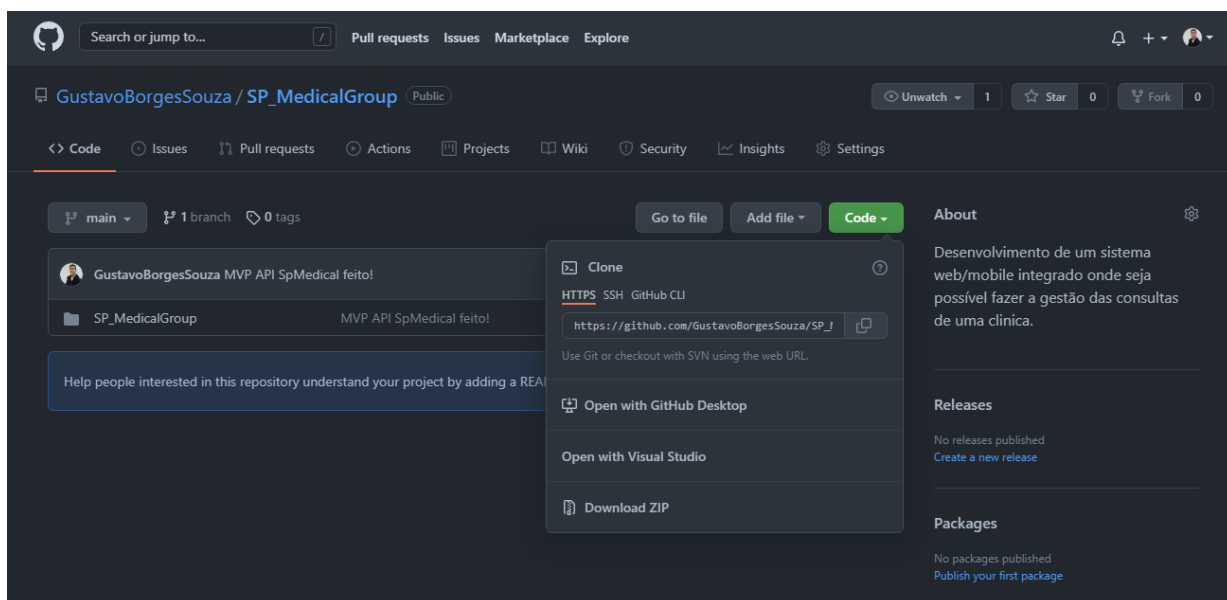 Search or jump to... /
Pull requests Issues Marketplace Explore
GustavoBorgesSouza / SP_MedicalGroup Public
Unwatch 1 Star 0 Fork 0
<> Code Issues Pull requests Actions Projects Wiki Security Insights Settings
main 1 branch 0 tags
Go to file Add file Code
GustavoBorgesSouza MVP API SpMedical feito!
SP_MedicalGroup MVP API SpMedical feito!
Help people interested in this repository understand your project by adding a
Clone
HTTPS SSH GitHub CLI
https://github.com/GustavoBorgesSouza/SP_
Use Git or checkout with SVN using the web URL.
Open with GitHub Desktop
Open with Visual Studio
Download ZIP
About
Desenvolvimento de um sistema
web/mobile integrado onde seja
possível fazer a gestão das consultas
de uma clinica.
Releases
No releases published
Create a new release
Packages
No packages published
Publish your first package